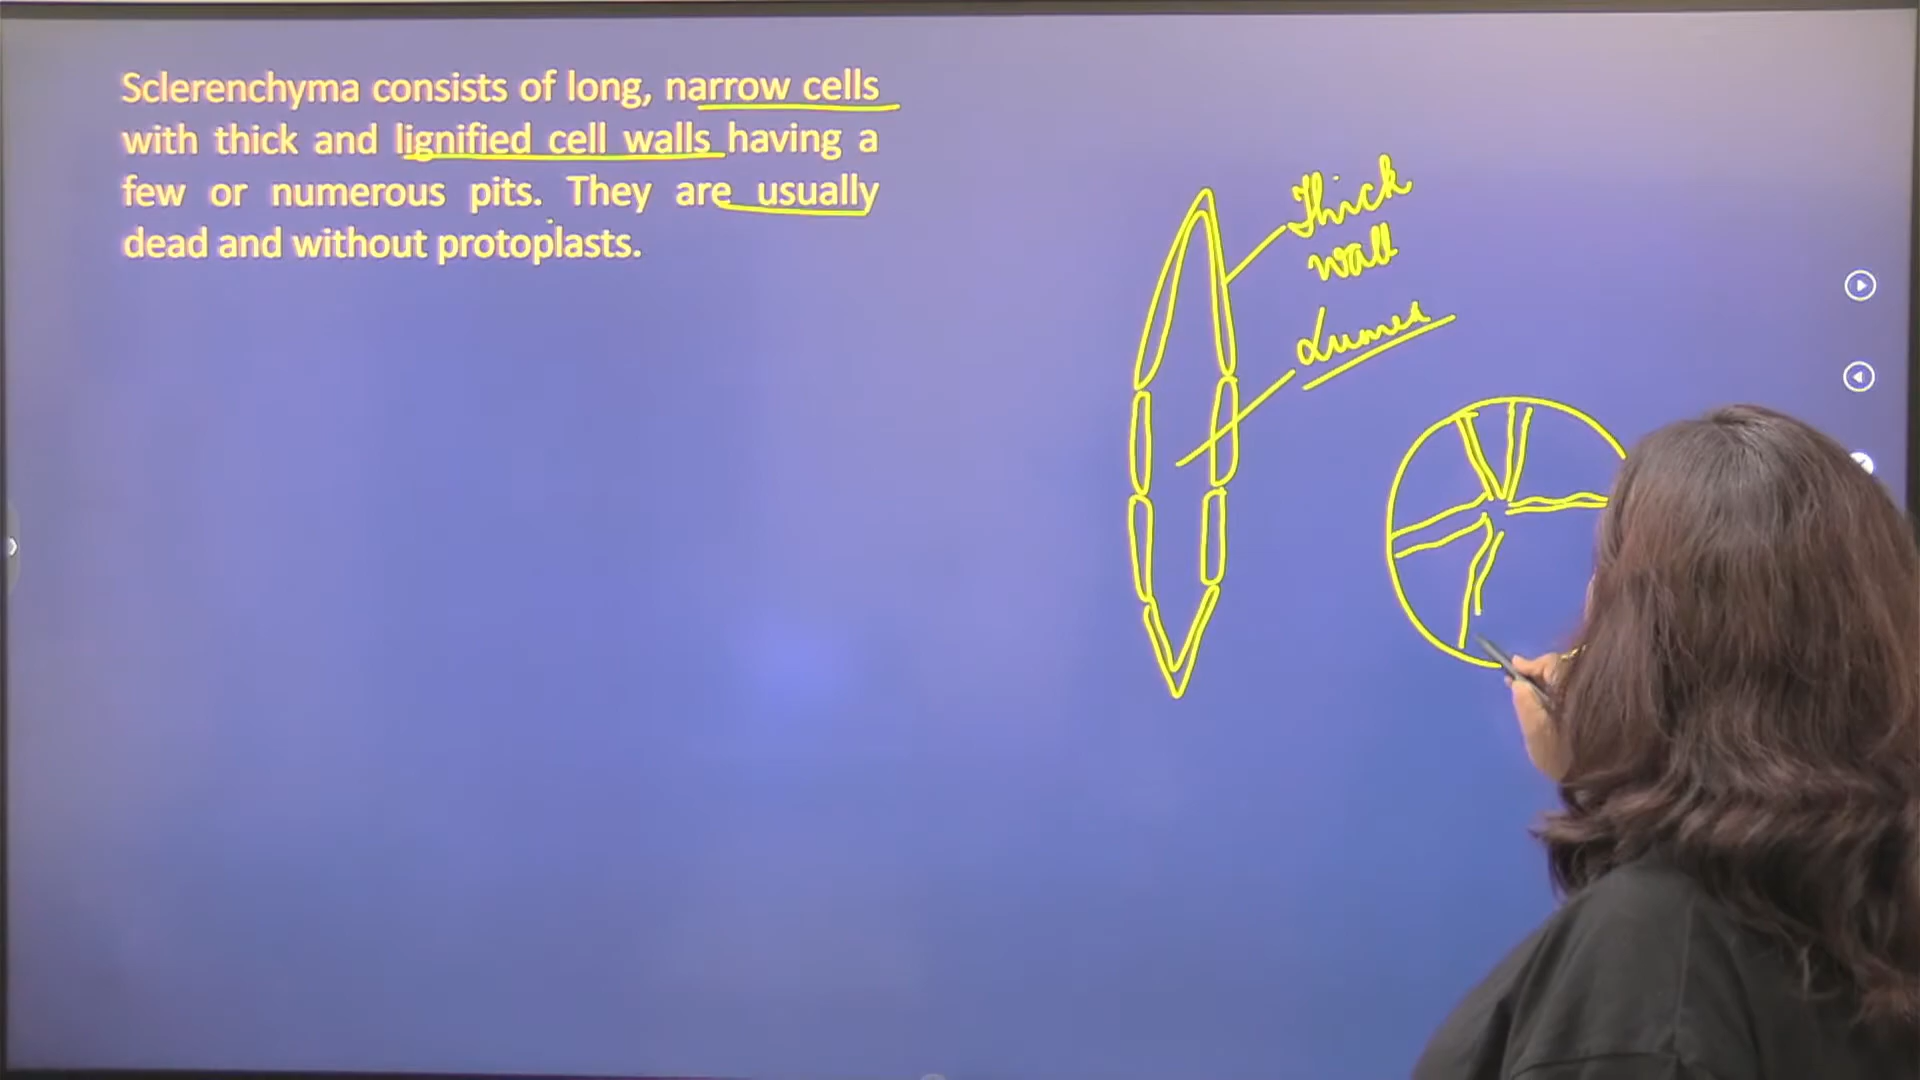 Sclerenchyma consists of long, narrow cells
with thick and lignified cell walls having a
few or numerous pits. They are usually
dead and without protoplasts.
Thick
wall
Lumen